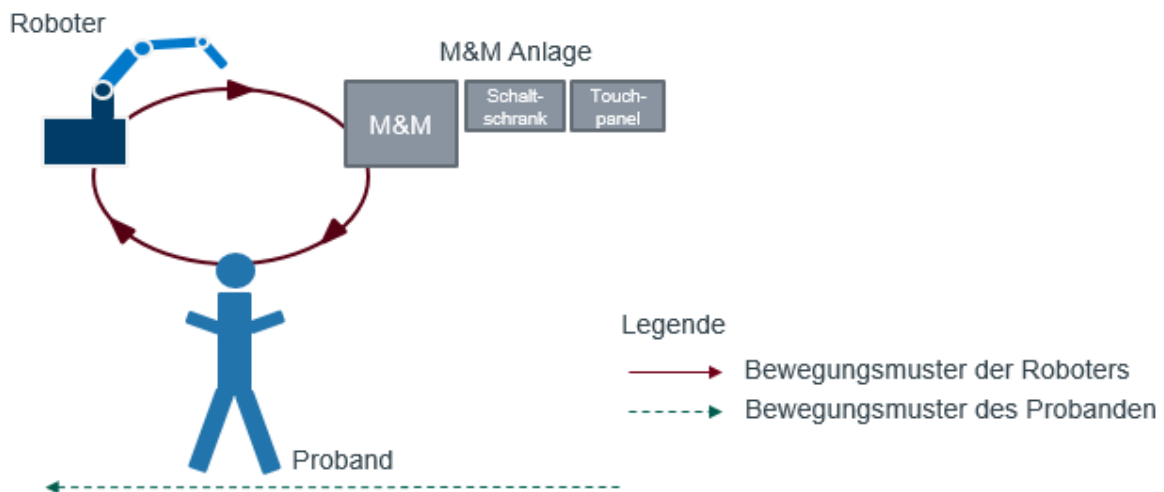 Roboter
M&M Anlage
M&M
Schalt-
schrank
Touch-
panel
Legende
Bewegungsmuster der Roboters
Bewegungsmuster des Probanden
Proband